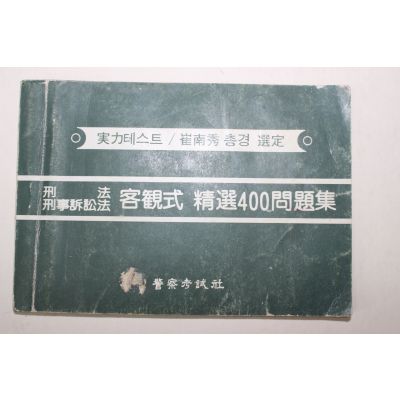 実力테스트 / 崔南秀 총경 選定
刑法
刑事訴訟法 客観式 精選400問題集
警察考試社